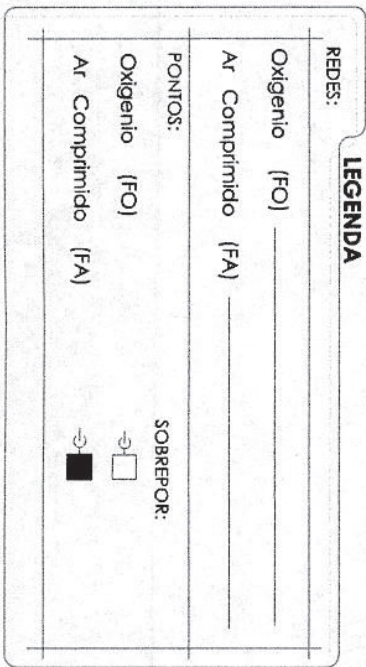 LEGENDA
REDES:
Oxigenio (FO)
Ar Comprimido (FA)
PONTOS: SOBREPOR:
Oxigenio (FO)
Ar Comprimido (FA)